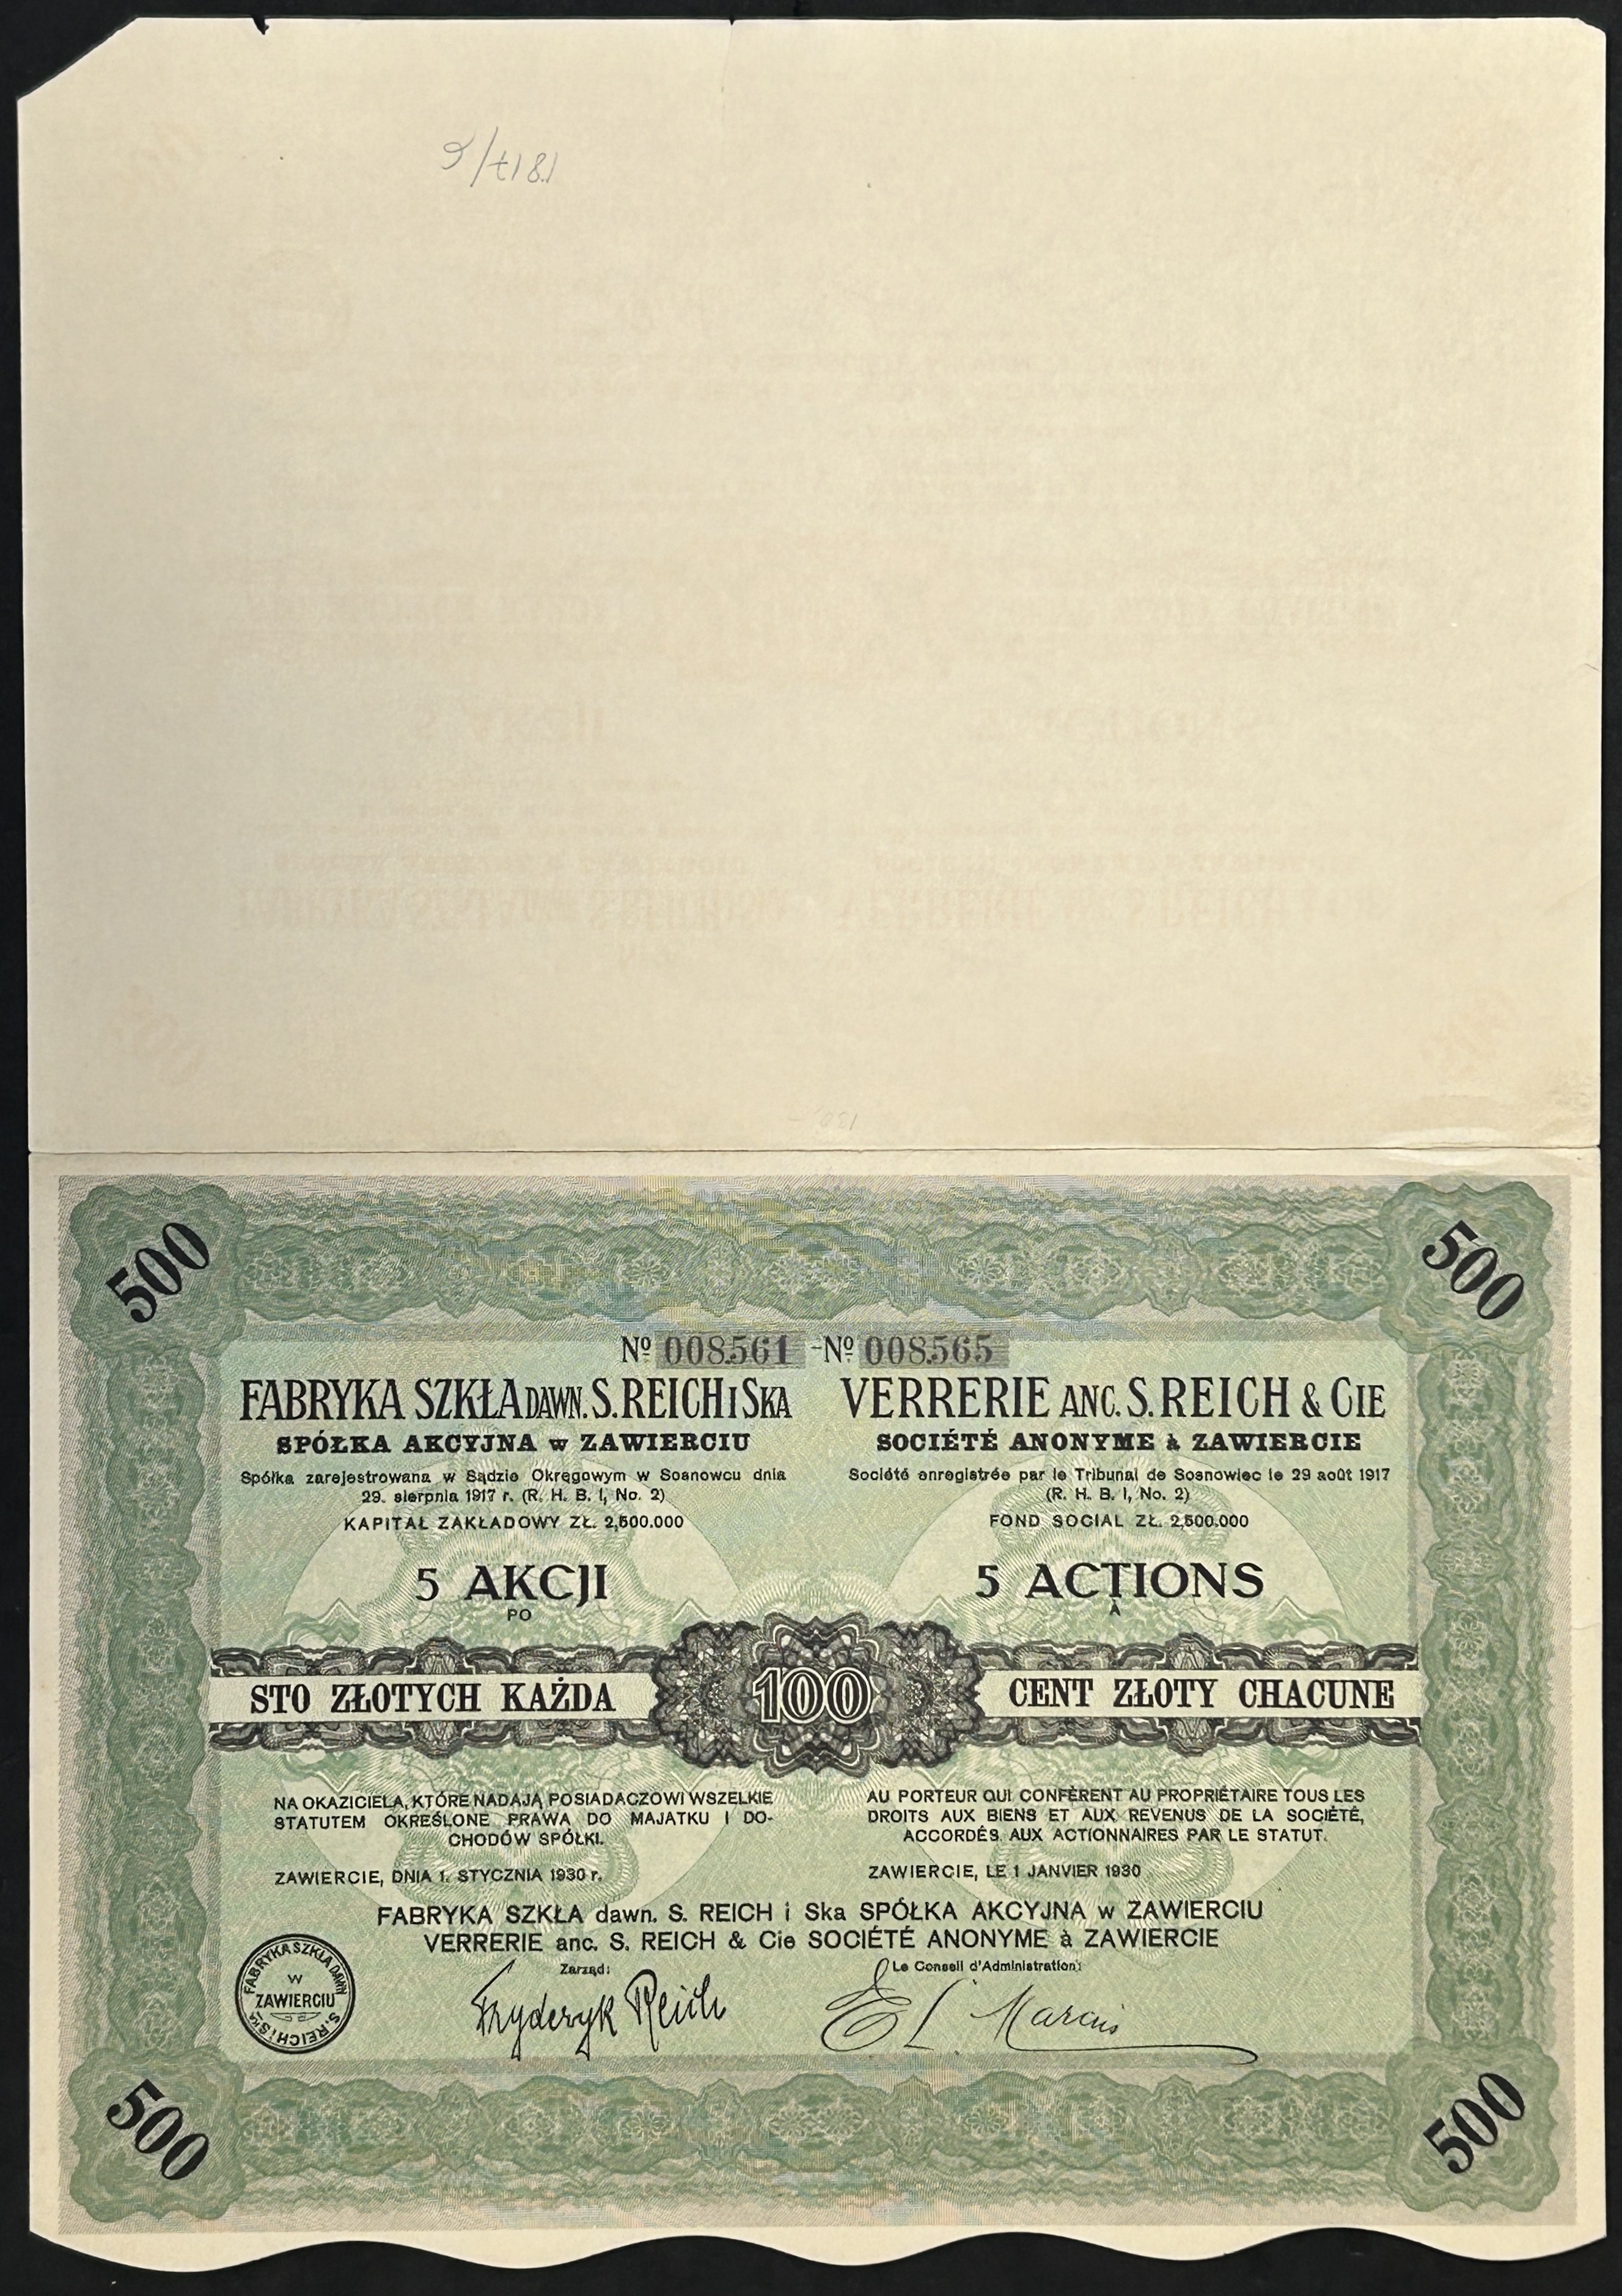 500
500
Nº 008561 - Nº 008565
FABRYKA SZKŁA DAWN. S. REICH i SKA
SPÓŁKA AKCYJNA w ZAWIERCIU
Spółka zarejestrowana w Sądzie Okręgowym w Sosnowcu dnia
29. sierpnia 1917 r. (R. H. B. I, No. 2)
KAPITAŁ ZAKŁADOWY ZŁ. 2,500.000
5 AKCJI
PO
STO ZŁOTYCH KAŻDA
VERRERIE ANC. S. REICH & CIE
SOCIÉTÉ ANONYME à ZAWIERCIE
Société enregistrée par le Tribunal de Sosnowiec le 29 août 1917
(R. H. B. I, No. 2)
FOND SOCIAL ZŁ. 2,500.000
5 ACTIONS
À
CENT ZŁOTY CHACUNE
100
NA OKAZICIELA, KTÓRE NADAJĄ POSIADACZOWI WSZELKIE
STATUTEM OKREŚLONE PRAWA DO MAJATKU I DO-
CHODÓW SPÓŁKI.
ZAWIERCIE, DNIA 1. STYCZNIA 1930 r.
AU PORTEUR QUI CONFÈRENT AU PROPRIÉTAIRE TOUS LES
DROITS AUX BIENS ET AUX REVENUS DE LA SOCIÉTÉ,
ACCORDÉS AUX ACTIONNAIRES PAR LE STATUT.
ZAWIERCIE, LE 1 JANVIER 1930
FABRYKA SZKŁA dawn. S. REICH i Ska SPÓŁKA AKCYJNA w ZAWIERCIU
VERRERIE anc. S. REICH & Cie SOCIÉTÉ ANONYME à ZAWIERCIE
Zarząd:
Le Conseil d'Administration:
Fryderyk Reich
FABRYKA SZKŁA DAWN. S. REICH i SKA
W
ZAWIERCIU
500
500